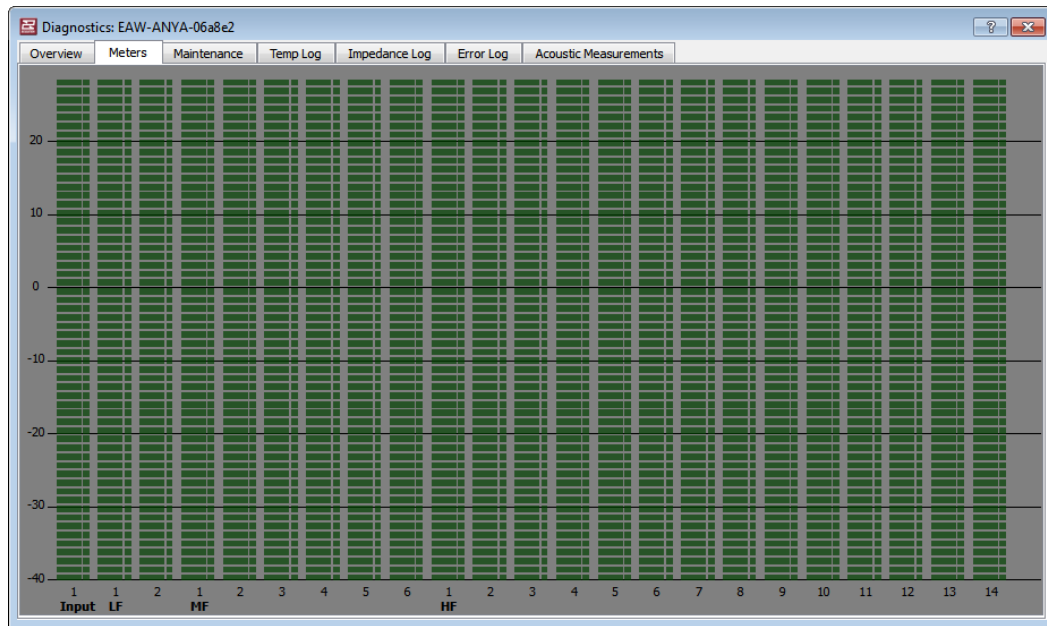 Diagnostics: EAW-ANYA-06a8e2
Overview Meters Maintenance Temp Log Impedance Log Error Log Acoustic Measurements
20
10
0
-10
-20
-30
-40
1 1 2 1 2 3 4 5 6 1 2 3 4 5 6 7 8 9 10 11 12 13 14
Input LF MF HF